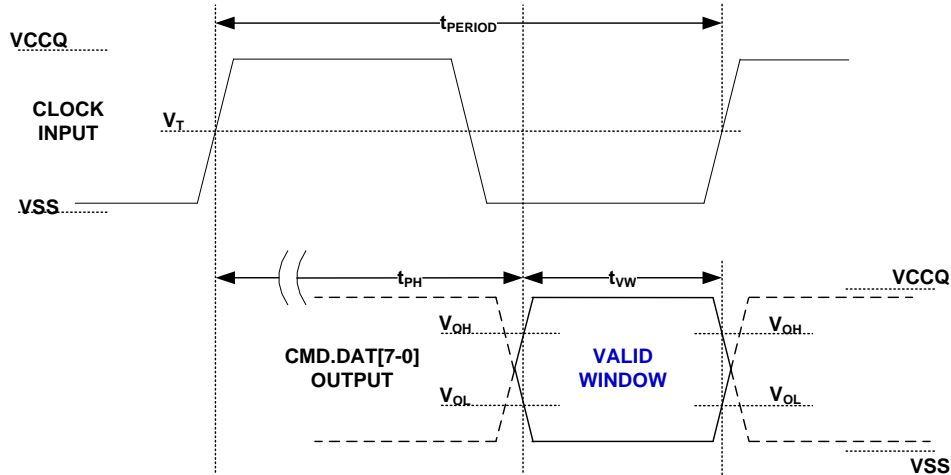 tPERIOD
VCCQ
CLOCK
INPUT
VT
VSS
tPH
tVW
VCCQ
VOH
VOH
CMD.DAT[7-0]
OUTPUT
VALID
WINDOW
VOL
VOL
VSS